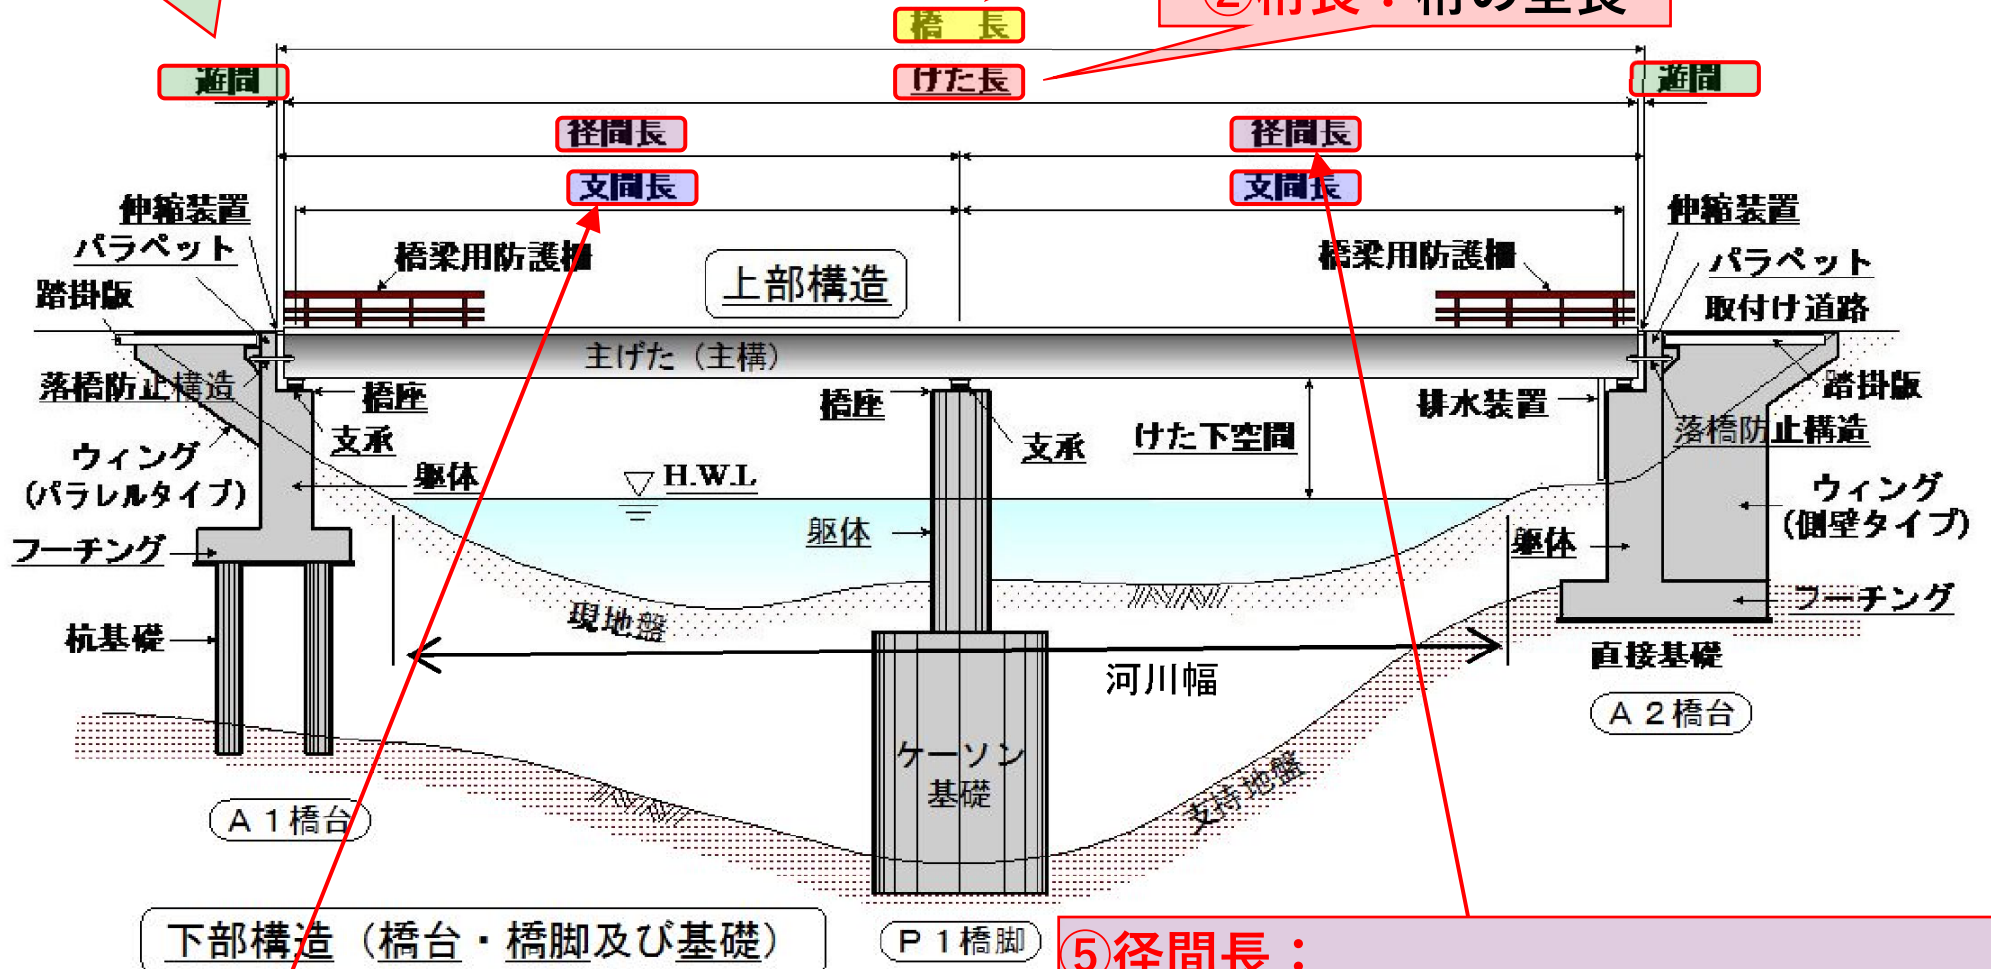 ②桁長：桁の全長
橋　長
遊間
けた長
遊間
径間長
径間長
支間長
支間長
伸縮装置
パラペット
踏掛版
橋梁用防護柵
上部構造
橋梁用防護柵
伸縮装置
パラペット
取付け道路
主げた（主構）
落橋防止構造
橋座
支承
橋座
支承
けた下空間
排水装置
踏掛版
落橋防止構造
ウィング
(パラレルタイプ)
躯体
H.W.L
躯体
躯体
ウィング
(側壁タイプ)
フーチング
フーチング
現地盤
杭基礎
河川幅
直接基礎
Ａ２橋台
ケーソン
基礎
支持地盤
Ａ１橋台
下部構造（橋台・橋脚及び基礎）
Ｐ１橋脚
⑤径間長：